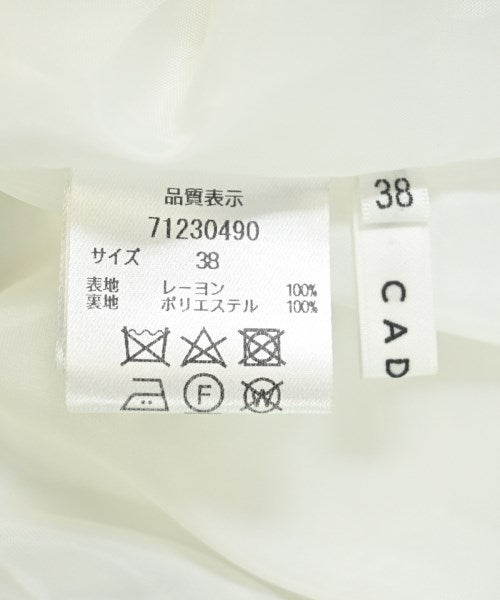 品質表示
71230490
サイズ 38
表地 レーヨン 100%
裏地 ポリエステル 100%
F W
38
CAD